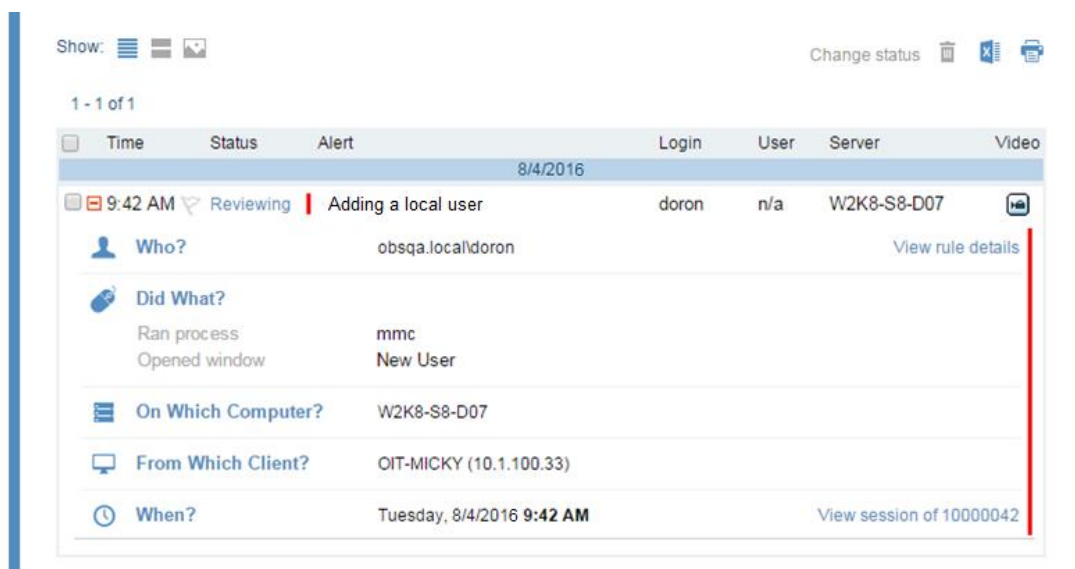 Show:
Change status
1 - 1 of 1
Time Status Alert Login User Server Video
8/4/2016
9:42 AM Reviewing Adding a local user doron n/a W2K8-S8-D07
Who? obsqa.local\doron View rule details
Did What?
Ran process mmc
Opened window New User
On Which Computer? W2K8-S8-D07
From Which Client? OIT-MICKY (10.1.100.33)
When? Tuesday, 8/4/2016 9:42 AM View session of 10000042